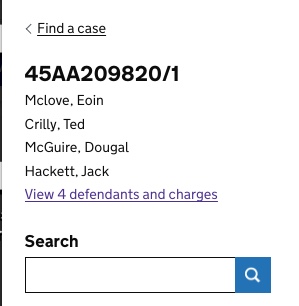 Find a case
45AA209820/1
Mclove, Eoin
Crilly, Ted
McGuire, Dougal
Hackett, Jack
View 4 defendants and charges
Search